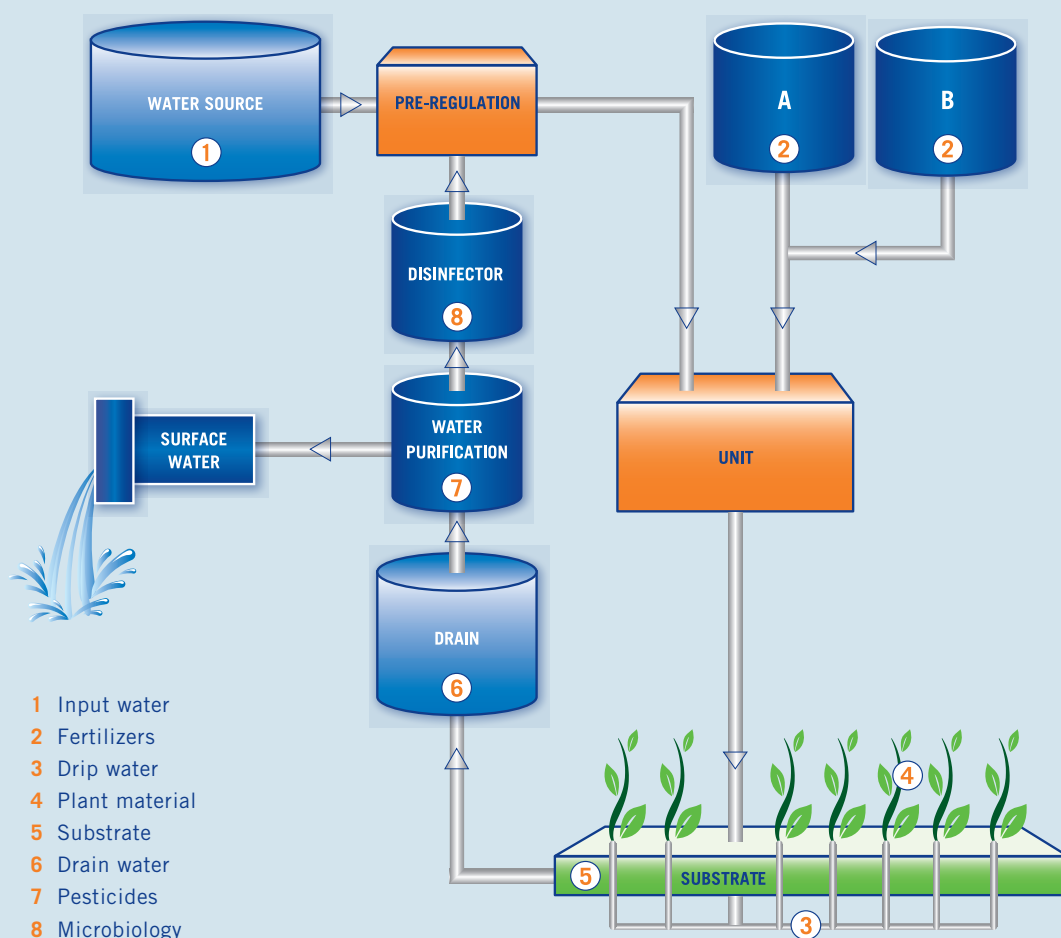 WATER SOURCE
1
PRE-REGULATION
A
2
B
2
DISINFECTOR
8
WATER
PURIFICATION
7
SURFACE
WATER
UNIT
DRAIN
6
4
5
SUBSTRATE
3
1 Input water
2 Fertilizers
3 Drip water
4 Plant material
5 Substrate
6 Drain water
7 Pesticides
8 Microbiology